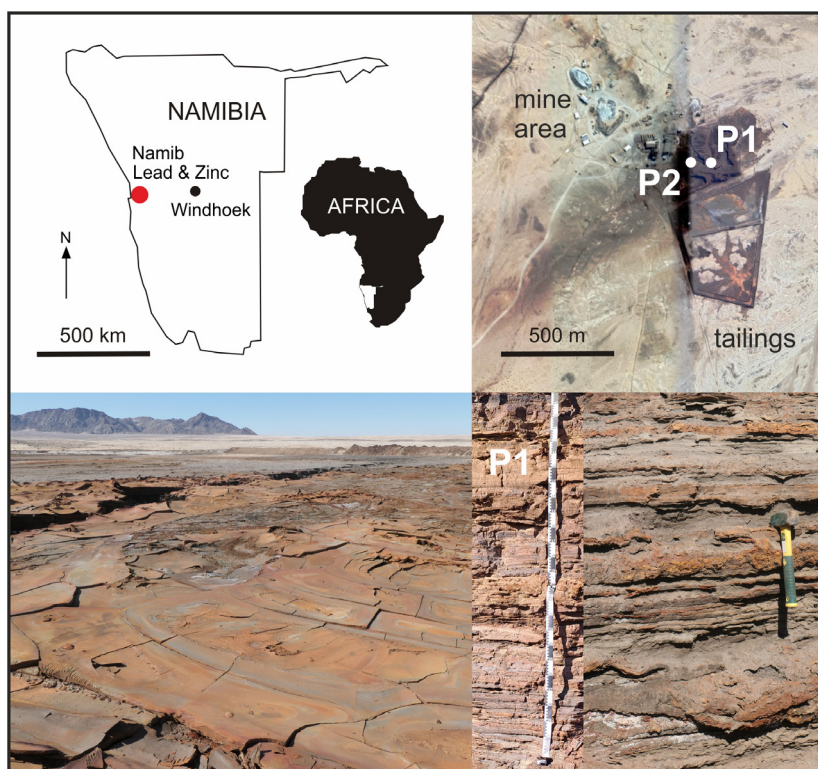 NAMIBIA
Namib
Lead & Zinc
Windhoek
AFRICA
N
500 km
mine
area
P1
P2
500 m
tailings
P1